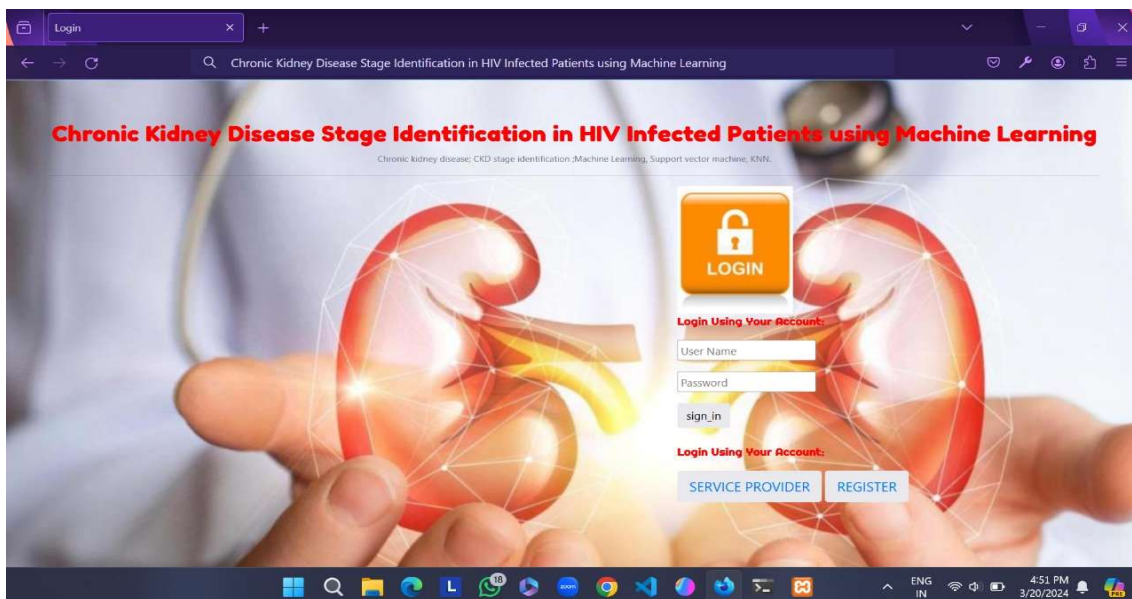 Login
Chronic Kidney Disease Stage Identification in HIV Infected Patients using Machine Learning
Chronic Kidney Disease Stage Identification in HIV Infected Patients using Machine Learning
Chronic kidney disease; CKD stage identification ;Machine Learning, Support vector machine, KNN.
LOGIN
Login Using Your Account:
User Name
Password
sign_in
Login Using Your Account:
SERVICE PROVIDER REGISTER
L 18 zoom ENG 4:51 PM
IN 3/20/2024 PRE